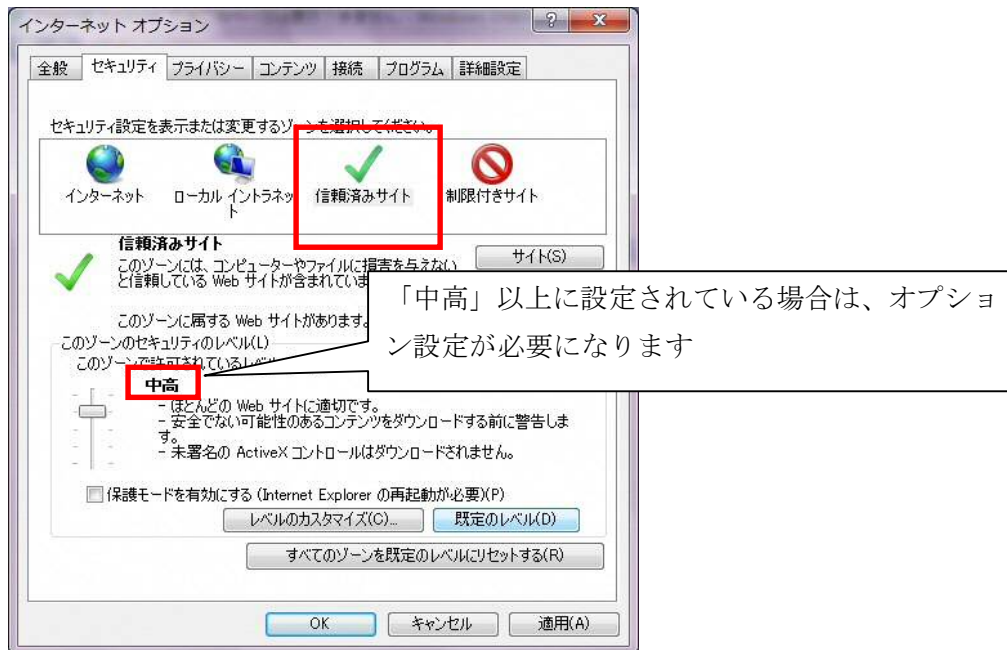 インターネット オプション
全般 セキュリティ プライバシー コンテンツ 接続 プログラム 詳細設定
セキュリティ設定を表示または変更するゾーンを選択してください。
インターネット
ローカル イントラネッ
ト
信頼済みサイト
制限付きサイト
信頼済みサイト
このゾーンには、コンピューターやファイルに損害を与えない
と信頼している Web サイトが含まれていま
サイト(S)
このゾーンに属する Web サイトがあります。
「中高」以上に設定されている場合は、オプショ
ン設定が必要になります
このゾーンのセキュリティのレベル(L)
このゾーンで許可されているレベル
中高
- ほとんどの Web サイトに適切です。
- 安全でない可能性のあるコンテンツをダウンロードする前に警告しま
す。
- 未署名の ActiveX コントロールはダウンロードされません。
保護モードを有効にする (Internet Explorer の再起動が必要)(P)
レベルのカスタマイズ(C)... 既定のレベル(D)
すべてのゾーンを既定のレベルにリセットする(R)
OK キャンセル 適用(A)